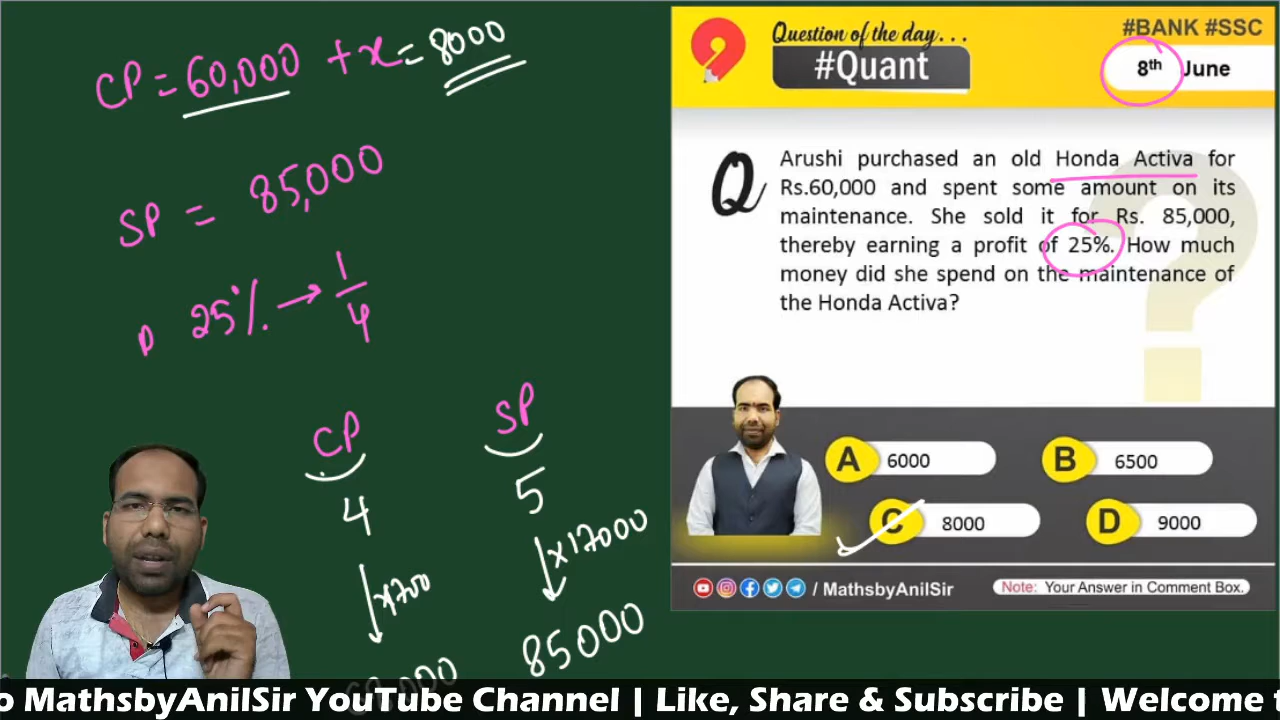 CP = 60,000 + x = 8000
SP = 85,000
P 25% → 1/4
CP SP
4 5
↓ x17000
85000
Question of the day...
#Quant
#BANK #SSC
8th June
Q
Arushi purchased an old Honda Activa for
Rs.60,000 and spent some amount on its
maintenance. She sold it for Rs. 85,000,
thereby earning a profit of 25%. How much
money did she spend on the maintenance of
the Honda Activa?
A 6000
B 6500
C 8000
D 9000
/ MathsbyAnilSir
Note: Your Answer in Comment Box.
o MathsbyAnilSir YouTube Channel | Like, Share & Subscribe | Welcome t